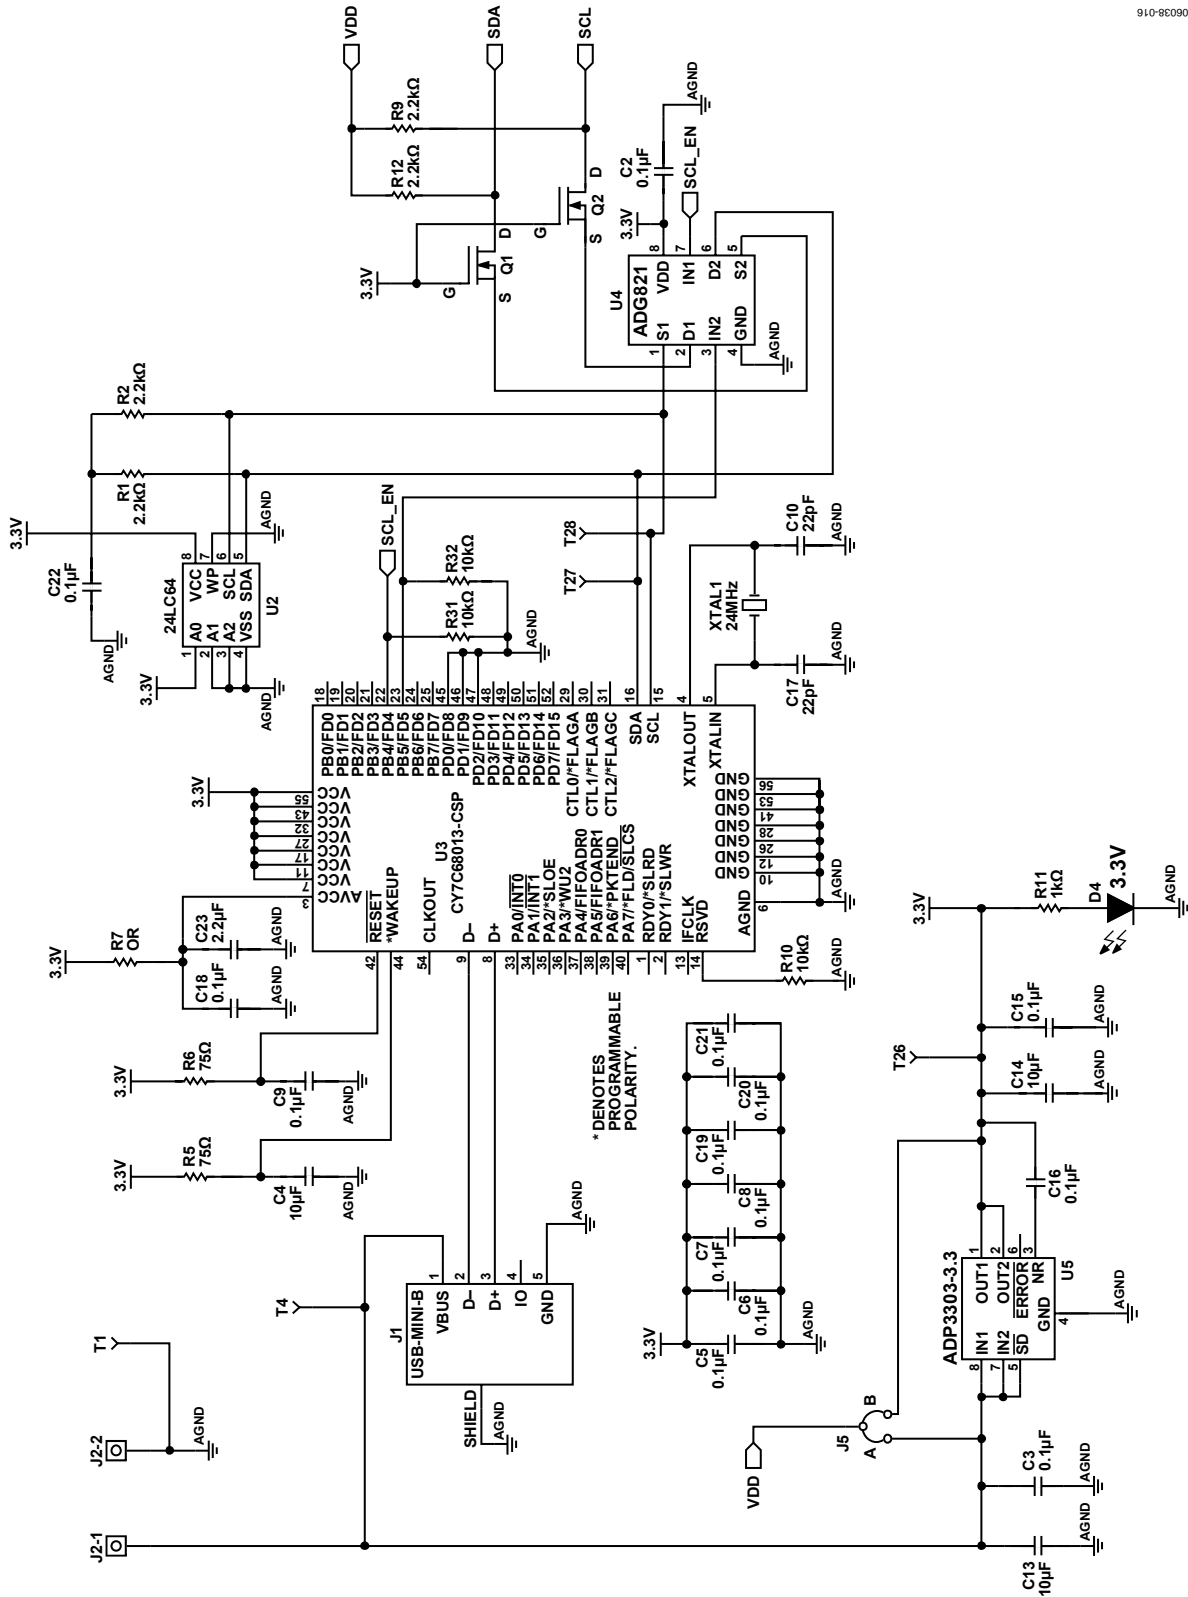 06038-016
VDD
SDA
SCL
R9
2.2kΩ
R12
2.2kΩ
3.3V
G
D
Q1
S
G
D
Q2
S
C2
0.1µF
AGND
SCL_EN
3.3V
U4
ADG821
1
S1
VDD
8
2
D1
IN1
7
3
IN2
D2
6
4
GND
S2
5
AGND
R2
2.2kΩ
R1
2.2kΩ
3.3V
C22
0.1µF
AGND
24LC64
U2
1
A0
VCC
8
2
A1
WP
7
3
A2
SCL
6
4
VSS
SDA
5
AGND
3.3V
AGND
SCL_EN
R32
10kΩ
R31
10kΩ
AGND
T28
T27
XTAL1
24MHz
C10
22pF
AGND
C17
22pF
AGND
U3
CY7C68013-CSP
PB0/FD0
18
PB1/FD1
19
PB2/FD2
20
PB3/FD3
21
PB4/FD4
22
PB5/FD5
23
PB6/FD6
24
PB7/FD7
25
PD0/FD8
45
PD1/FD9
46
PD2/FD10
47
PD3/FD11
48
PD4/FD12
49
PD5/FD13
50
PD6/FD14
51
PD7/FD15
52
CTL0/*FLAGA
29
CTL1/*FLAGB
30
CTL2/*FLAGC
31
SDA
16
SCL
15
XTALOUT
4
XTALIN
5
3.3V
VCC
55
VCC
43
VCC
32
VCC
27
VCC
17
VCC
11
VCC
7
AVCC
3
GND
56
GND
53
GND
41
GND
28
GND
26
GND
12
GND
10
AGND
9
AGND
42
RESET
44
*WAKEUP
54
CLKOUT
9
D–
8
D+
33
PA0/INT0
34
PA1/INT1
35
PA2/*SLOE
36
PA3/*WU2
37
PA4/FIFOADR0
38
PA5/FIFOADR1
39
PA6/*PKTEND
40
PA7/*FLD/SLCS
1
RDY0/*SLRD
2
RDY1/*SLWR
13
IFCLK
14
RSVD
R10
10kΩ
AGND
3.3V
R7
OR
C23
2.2µF
AGND
C18
0.1µF
AGND
3.3V
R6
75Ω
C9
0.1µF
AGND
3.3V
R5
75Ω
C4
10µF
AGND
* DENOTES
PROGRAMMABLE
POLARITY.
C21
0.1µF
C20
0.1µF
C19
0.1µF
C8
0.1µF
C7
0.1µF
C6
0.1µF
C5
0.1µF
3.3V
AGND
J1
USB-MINI-B
VBUS
1
D–
2
D+
3
IO
4
GND
5
SHIELD
AGND
AGND
T4
T1
J2-2
AGND
J2-1
3.3V
R11
1kΩ
D4
3.3V
AGND
T26
C15
0.1µF
AGND
C14
10µF
AGND
C16
0.1µF
ADP3303-3.3
U5
8
IN1
OUT1
1
7
IN2
OUT2
2
5
SD
ERROR
6
NR
3
GND
4
AGND
VDD
J5
A
B
C3
0.1µF
AGND
C13
10µF
AGND